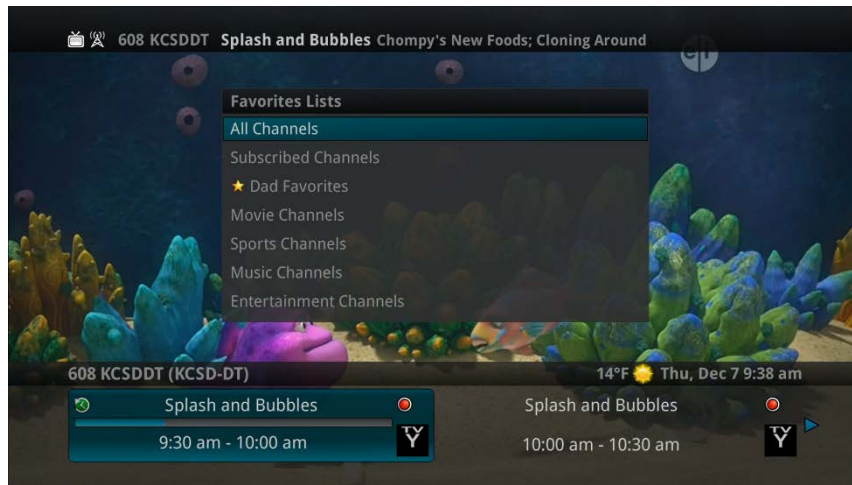 608 KCSDDT Splash and Bubbles Chompy's New Foods; Cloning Around
Favorites Lists
All Channels
Subscribed Channels
Dad Favorites
Movie Channels
Sports Channels
Music Channels
Entertainment Channels
608 KCSDDT (KCSD-DT) 14°F Thu, Dec 7 9:38 am
Splash and Bubbles Splash and Bubbles
9:30 am - 10:00 am TV Y 10:00 am - 10:30 am TV Y